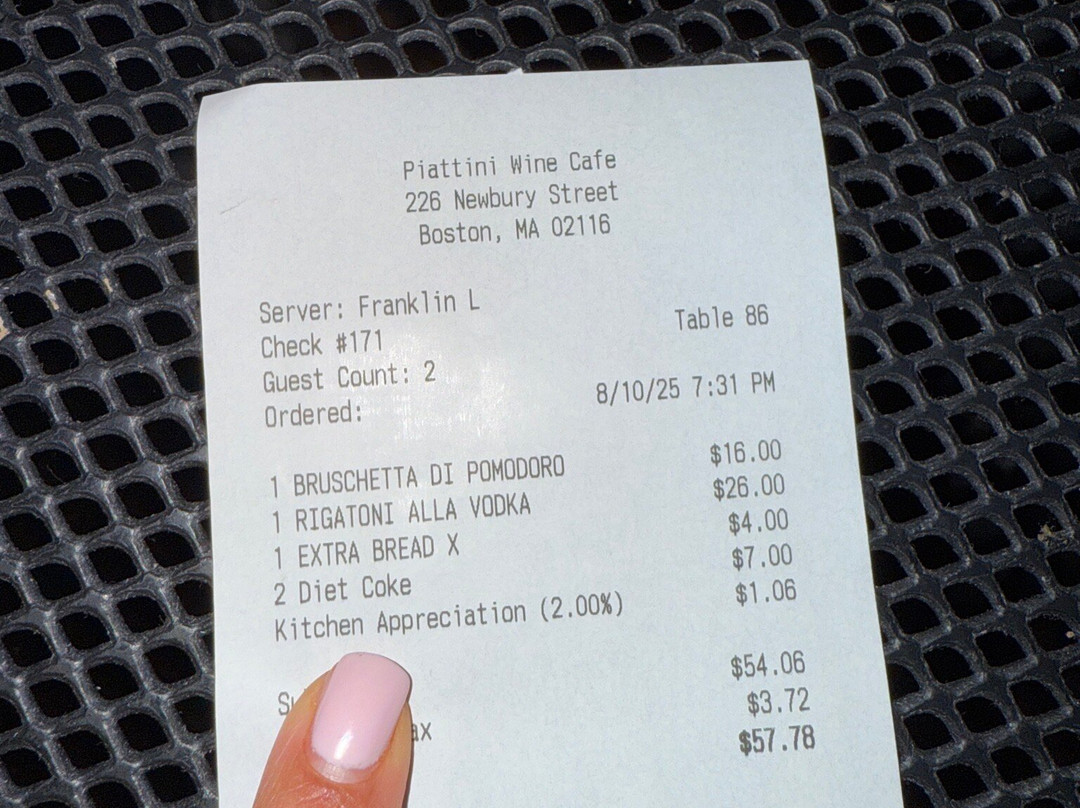 Piattini Wine Cafe
226 Newbury Street
Boston, MA 02116
Server: Franklin L
Check #171 Table 86
Guest Count: 2
Ordered: 8/10/25 7:31 PM
1 BRUSCHETTA DI POMODORO $16.00
1 RIGATONI ALLA VODKA $26.00
1 EXTRA BREAD X $4.00
2 Diet Coke $7.00
Kitchen Appreciation (2.00%) $1.06
$54.06
$3.72
$57.78